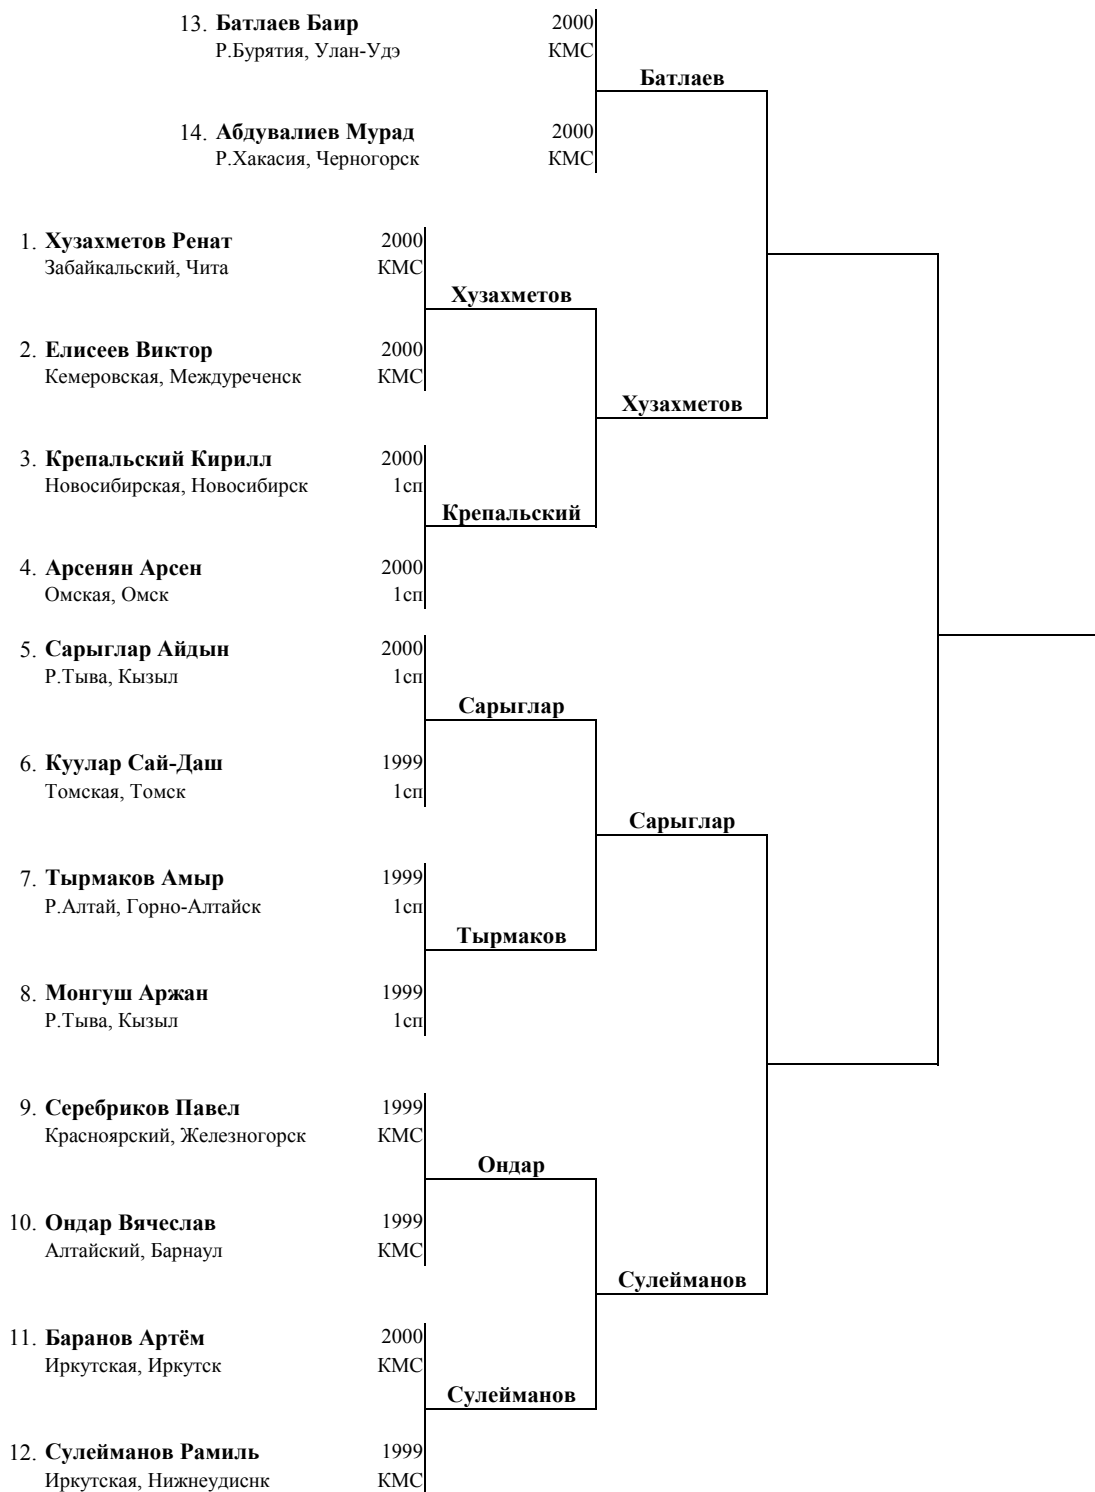 13. Батлаев Баир 2000
Р.Бурятия, Улан-Удэ КМС
Батлаев
14. Абдувалиев Мурад 2000
Р.Хакасия, Черногорск КМС
1. Хузахметов Ренат 2000
Забайкальский, Чита КМС
Хузахметов
2. Елисеев Виктор 2000
Кемеровская, Междуреченск КМС
Хузахметов
3. Крепальский Кирилл 2000
Новосибирская, Новосибирск 1сп
Крепальский
4. Арсенян Арсен 2000
Омская, Омск 1сп
5. Сарыглар Айдын 2000
Р.Тыва, Кызыл 1сп
Сарыглар
6. Куулар Сай-Даш 1999
Томская, Томск 1сп
Сарыглар
7. Тырмаков Амыр 1999
Р.Алтай, Горно-Алтайск 1сп
Тырмаков
8. Монгуш Аржан 1999
Р.Тыва, Кызыл 1сп
9. Серебриков Павел 1999
Красноярский, Железногорск КМС
Ондар
10. Ондар Вячеслав 1999
Алтайский, Барнаул КМС
Сулейманов
11. Баранов Артём 2000
Иркутская, Иркутск КМС
Сулейманов
12. Сулейманов Рамиль 1999
Иркутская, Нижнеудиснк КМС